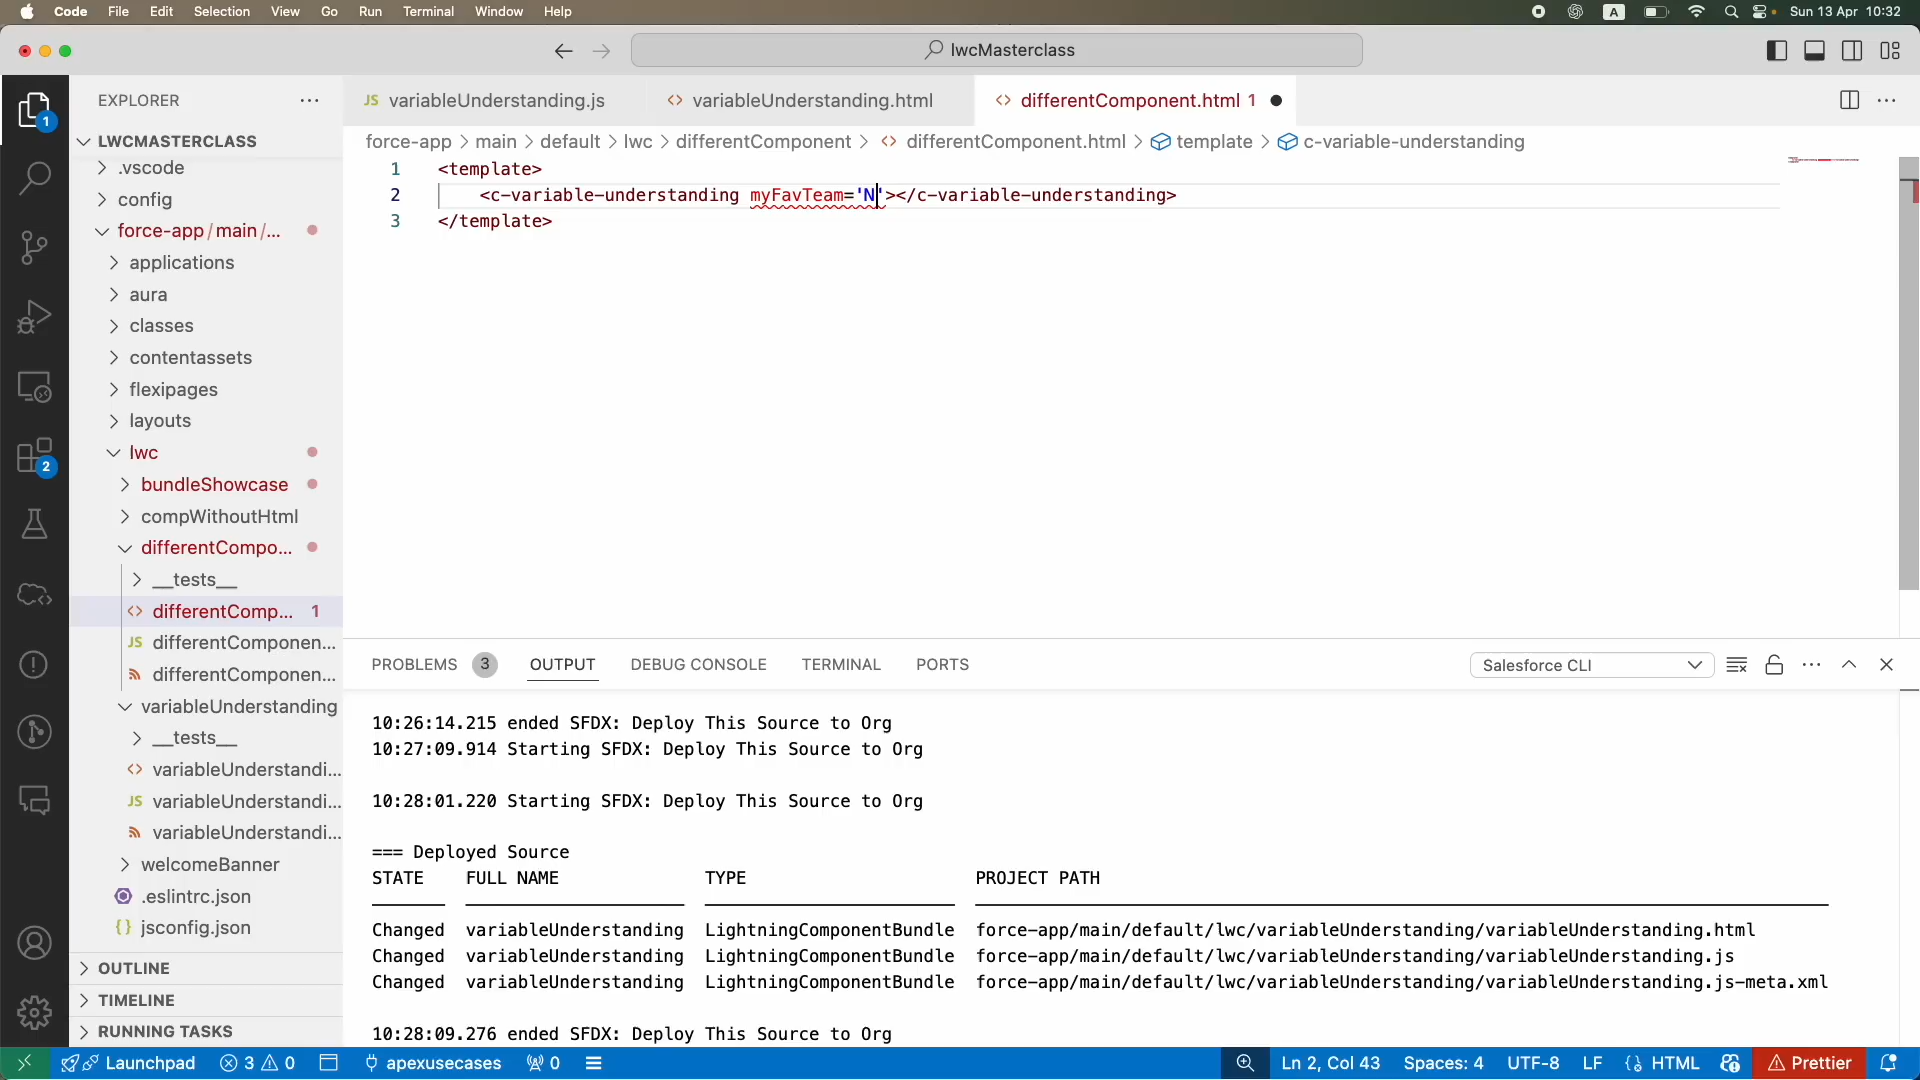 Code File Edit Selection View Go Run Terminal Window Help
A
Sun 13 Apr 10:32
lwcMasterclass
1
2
EXPLORER
LWCMASTERCLASS
.vscode
config
force-app/main/...
applications
aura
classes
contentassets
flexipages
layouts
lwc
bundleShowcase
compWithoutHtml
differentCompo...
__tests__
differentComp... 1
JS differentComponen...
differentComponen...
variableUnderstanding
__tests__
variableUnderstandi...
JS variableUnderstandi...
variableUnderstandi...
welcomeBanner
.eslintrc.json
{} jsconfig.json
OUTLINE
TIMELINE
RUNNING TASKS
JS variableUnderstanding.js
<> variableUnderstanding.html
<> differentComponent.html 1
force-app > main > default > lwc > differentComponent > <> differentComponent.html > template > c-variable-understanding
1 <template>
2 <c-variable-understanding myFavTeam='N'></c-variable-understanding>
3 </template>
PROBLEMS 3 OUTPUT DEBUG CONSOLE TERMINAL PORTS
Salesforce CLI
10:26:14.215 ended SFDX: Deploy This Source to Org
10:27:09.914 Starting SFDX: Deploy This Source to Org
10:28:01.220 Starting SFDX: Deploy This Source to Org
=== Deployed Source
STATE FULL NAME TYPE PROJECT PATH
Changed variableUnderstanding LightningComponentBundle force-app/main/default/lwc/variableUnderstanding/variableUnderstanding.html
Changed variableUnderstanding LightningComponentBundle force-app/main/default/lwc/variableUnderstanding/variableUnderstanding.js
Changed variableUnderstanding LightningComponentBundle force-app/main/default/lwc/variableUnderstanding/variableUnderstanding.js-meta.xml
10:28:09.276 ended SFDX: Deploy This Source to Org
Launchpad 3 0 apexusecases 0
Ln 2, Col 43 Spaces: 4 UTF-8 LF {} HTML Prettier